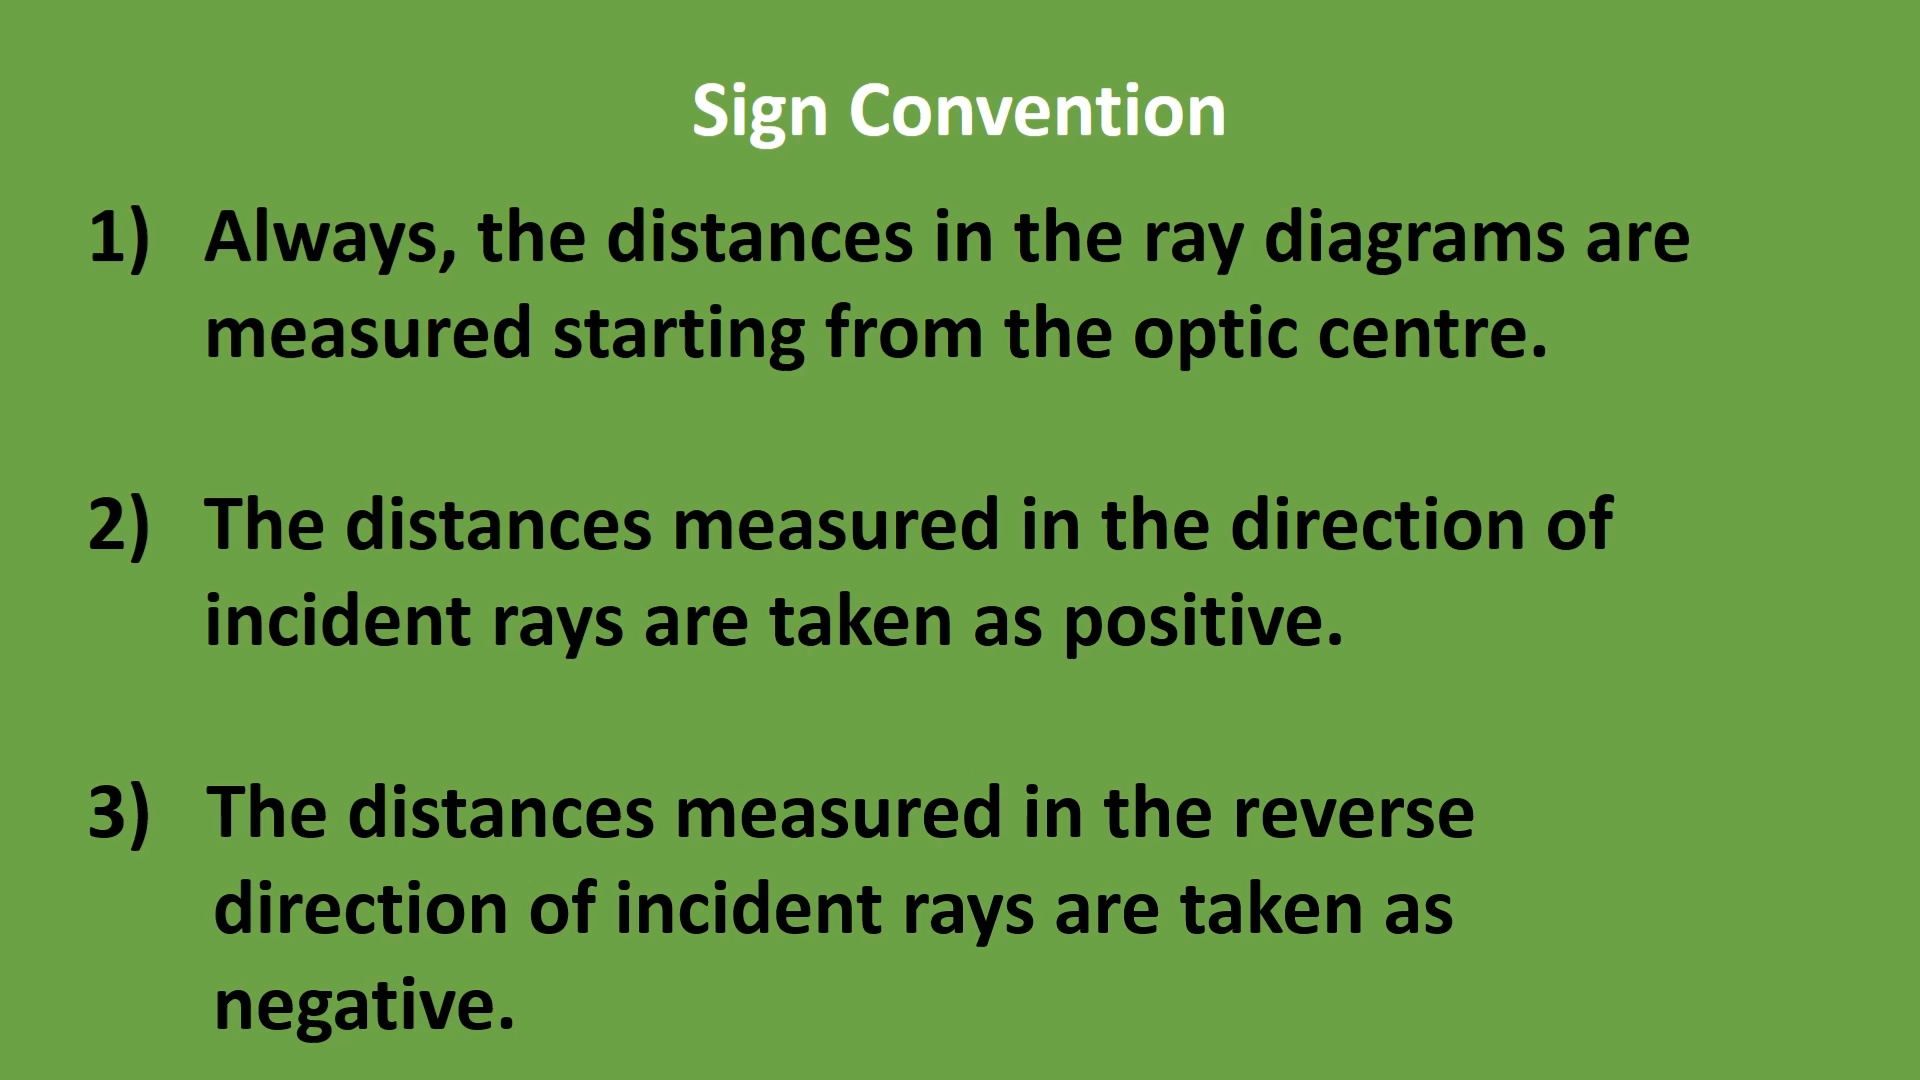 Sign Convention
1) Always, the distances in the ray diagrams are
measured starting from the optic centre.
2) The distances measured in the direction of
incident rays are taken as positive.
3) The distances measured in the reverse
direction of incident rays are taken as
negative.